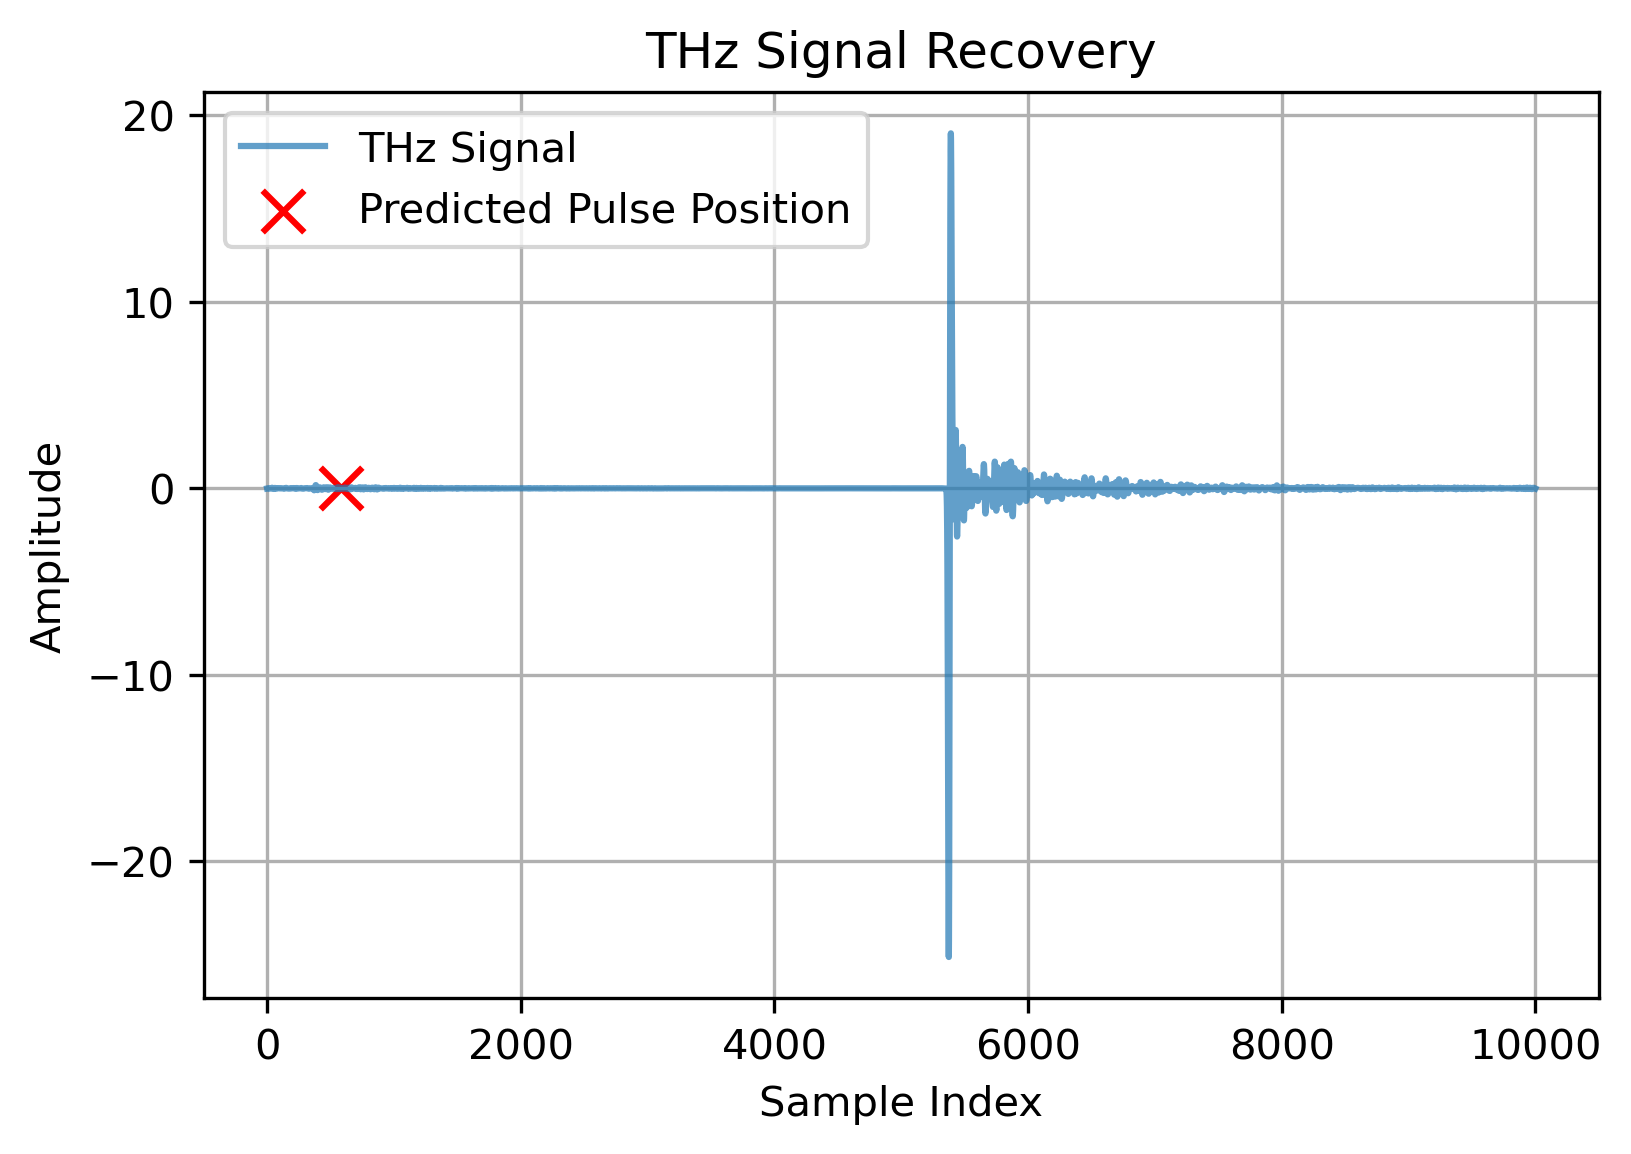 THz Signal Recovery
20
10
0
−10
−20
Amplitude
THz Signal
Predicted Pulse Position
0 2000 4000 6000 8000 10000
Sample Index